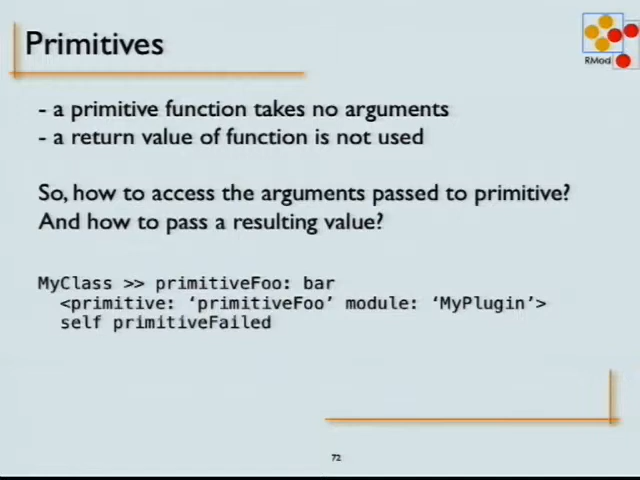 Primitives
RMod
- a primitive function takes no arguments
- a return value of function is not used
So, how to access the arguments passed to primitive?
And how to pass a resulting value?
MyClass >> primitiveFoo: bar
<primitive: ‘primitiveFoo’ module: ‘MyPlugin’>
self primitiveFailed
72